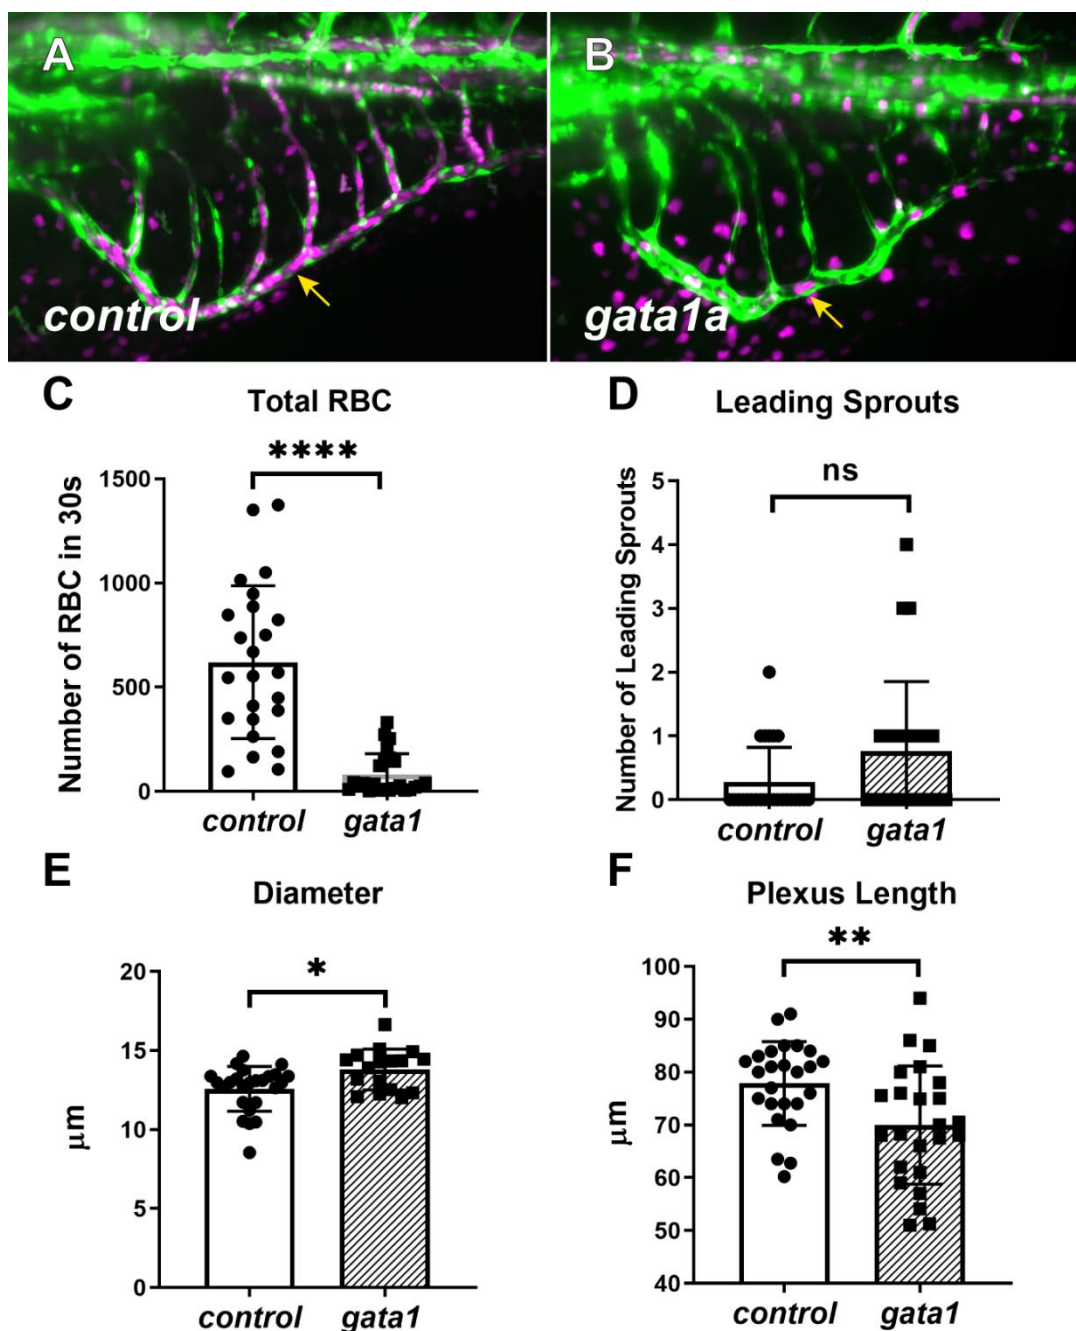 A
B
control
gata1a
C
Total RBC
****
Number of RBC in 30s
1500
1000
500
0
control
gata1
D
Leading Sprouts
ns
Number of Leading Sprouts
5
4
3
2
1
0
control
gata1
E
Diameter
*
μm
20
15
10
5
0
control
gata1
F
Plexus Length
**
μm
100
90
80
70
60
50
40
control
gata1